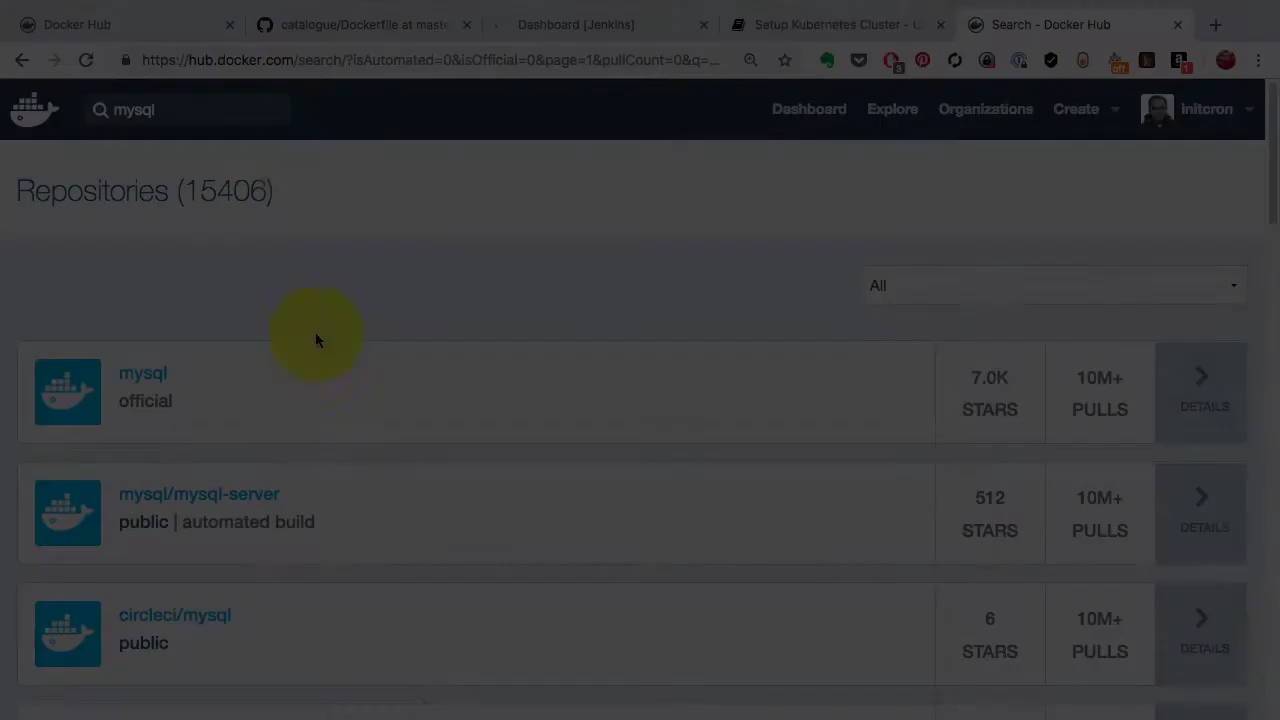 Docker Hub
catalogue/Dockerfile at maste
Dashboard [Jenkins]
Setup Kubernetes Cluster - U
Search - Docker Hub
https://hub.docker.com/search/?isAutomated=0&isOfficial=0&page=1&pullCount=0&q=...
3
off
1
mysql
Dashboard
Explore
Organizations
Create
initcron
Repositories (15406)
All
mysql
official
7.0K
STARS
10M+
PULLS
DETAILS
mysql/mysql-server
public | automated build
512
STARS
10M+
PULLS
DETAILS
circleci/mysql
public
6
STARS
10M+
PULLS
DETAILS